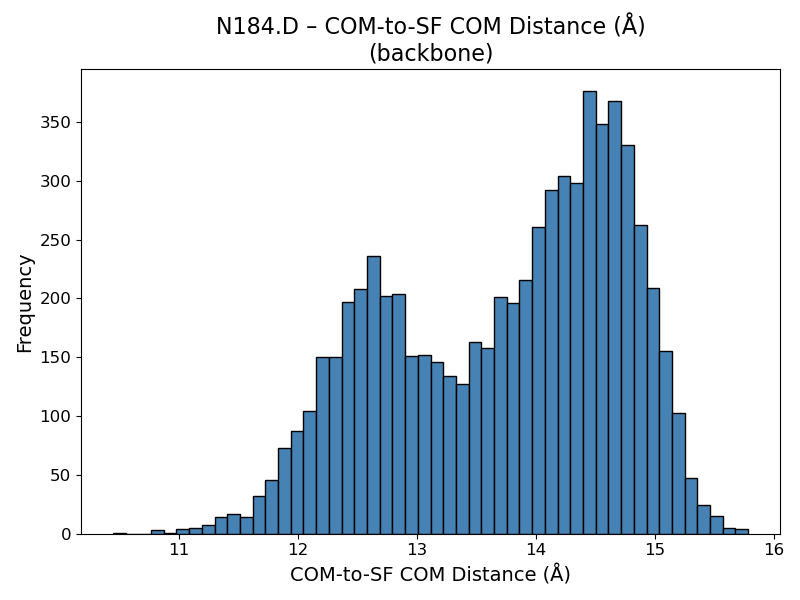 N184.D – COM-to-SF COM Distance (Å)
(backbone)
Frequency
350
300
250
200
150
100
50
0
11 12 13 14 15 16
COM-to-SF COM Distance (Å)